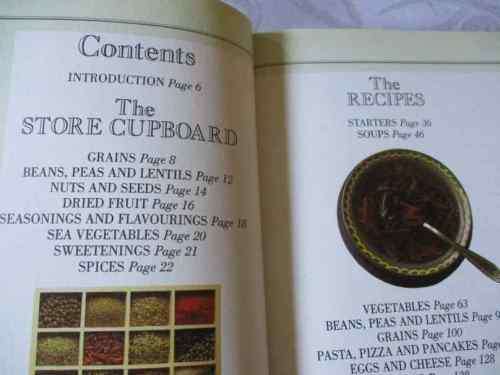 Contents
INTRODUCTION Page 6
The
STORE CUPBOARD
GRAINS Page 8
BEANS, PEAS AND LENTILS Page 12
NUTS AND SEEDS Page 14
DRIED FRUIT Page 16
SEASONINGS AND FLAVOURINGS Page 18
SEA VEGETABLES Page 20
SWEETENINGS Page 21
SPICES Page 22
The
RECIPES
STARTERS Page 36
SOUPS Page 46
VEGETABLES Page 63
BEANS, PEAS AND LENTILS Page
GRAINS Page 100
PASTA, PIZZA AND PANCAKES Page
EGGS AND CHEESE Page 128